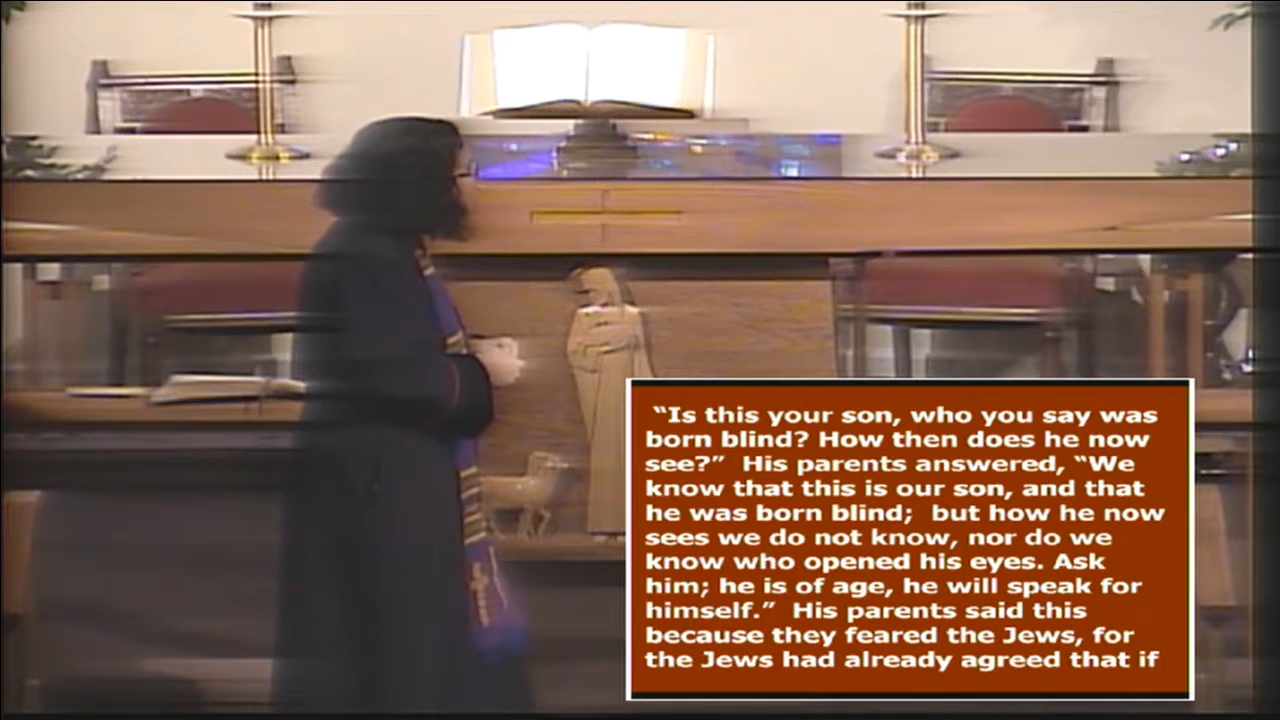 “Is this your son, who you say was
born blind? How then does he now
see?”  His parents answered, “We
know that this is our son, and that
he was born blind;  but how he now
sees we do not know, nor do we
know who opened his eyes. Ask
him; he is of age, he will speak for
himself.”  His parents said this
because they feared the Jews, for
the Jews had already agreed that if